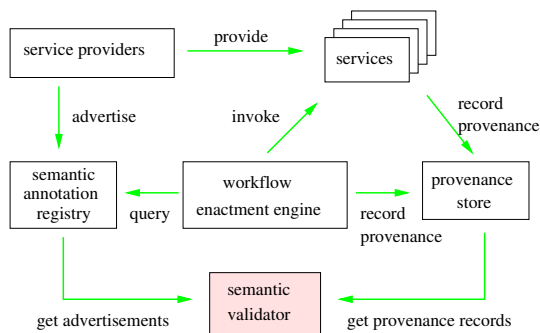 provide
service providers
services
advertise
invoke
record
provenance
semantic
annotation
registry
query
workflow
enactment engine
record
provenance
provenance
store
semantic
validator
get advertisements
get provenance records